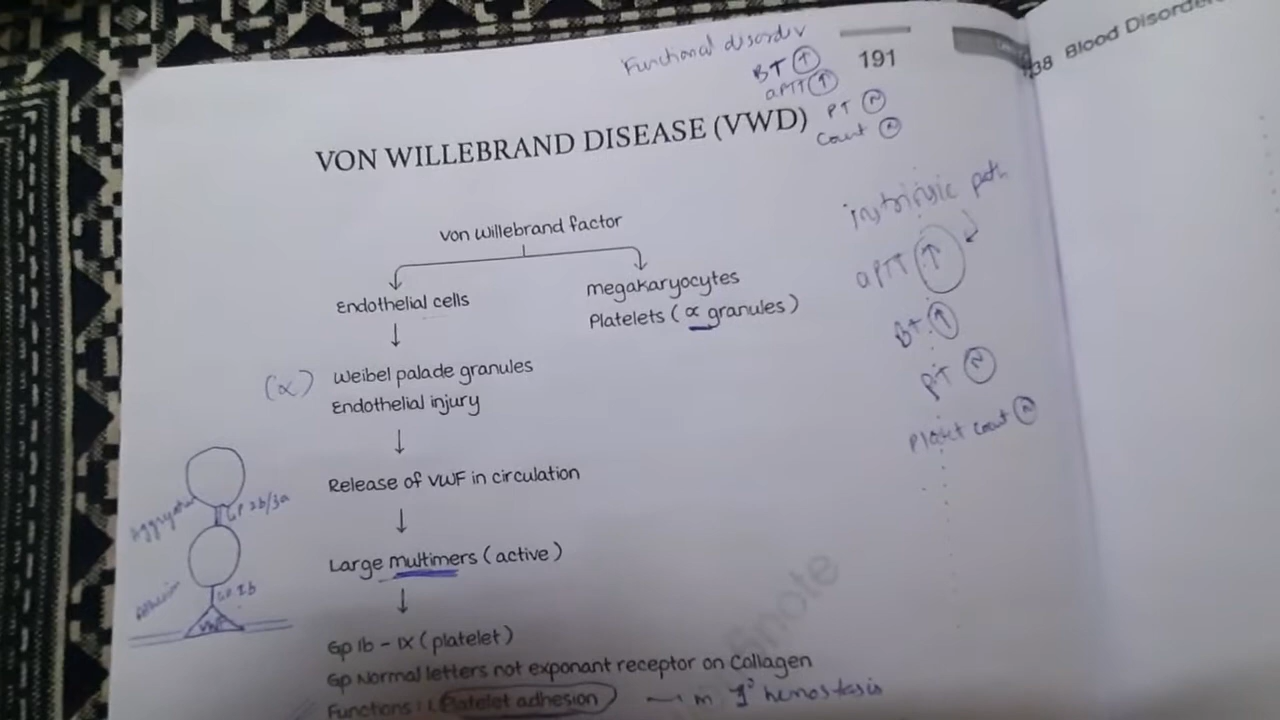 Functional disorder
BT ↑
aPTT ↑
PT N
Count N
191
38 Blood Disorders
VON WILLEBRAND DISEASE (VWD)
von Willebrand factor
Endothelial cells
megakaryocytes
Platelets (α granules)
(α) Weibel palade granules
Endothelial injury
Release of VWF in circulation
Large multimers (active)
Gp Ib - IX (platelet)
Gp Normal letters not exponant receptor on Collagen
Functions : Platelet adhesion — m 1° hemostasis
intrinsic path
aPTT ↑
BT ↑
PT N
Platet count N
GP 2b/3a
GP Ib
VWF